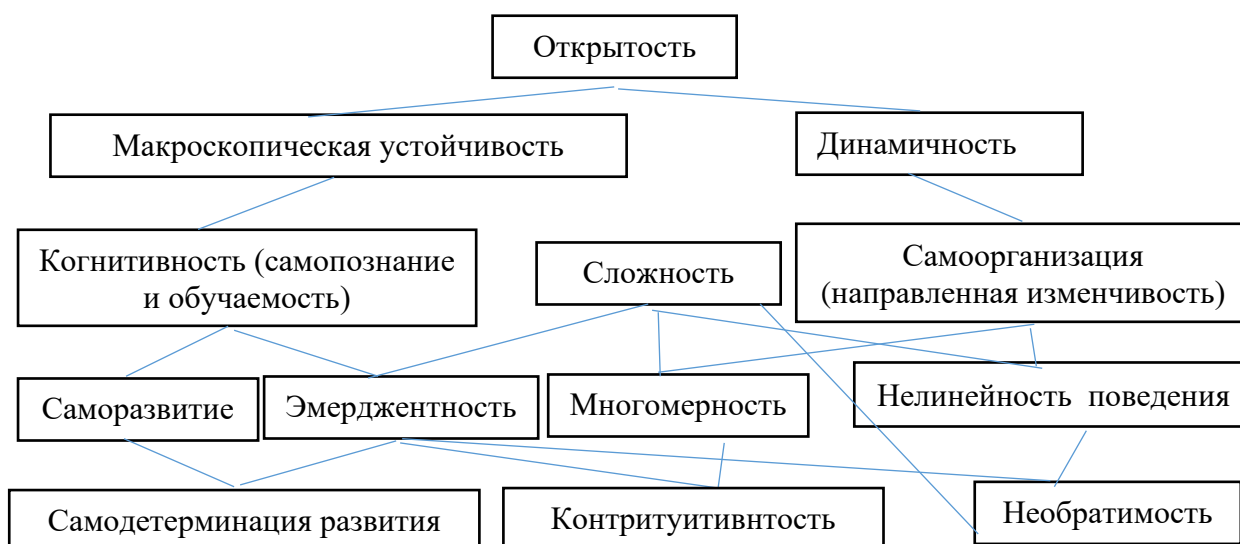 Открытость
Макроскопическая устойчивость
Динамичность
Когнитивность (самопознание
и обучаемость)
Сложность
Самоорганизация
(направленная изменчивость)
Саморазвитие
Эмерджентность
Многомерность
Нелинейность поведения
Самодетерминация развития
Контритуитивнтость
Необратимость